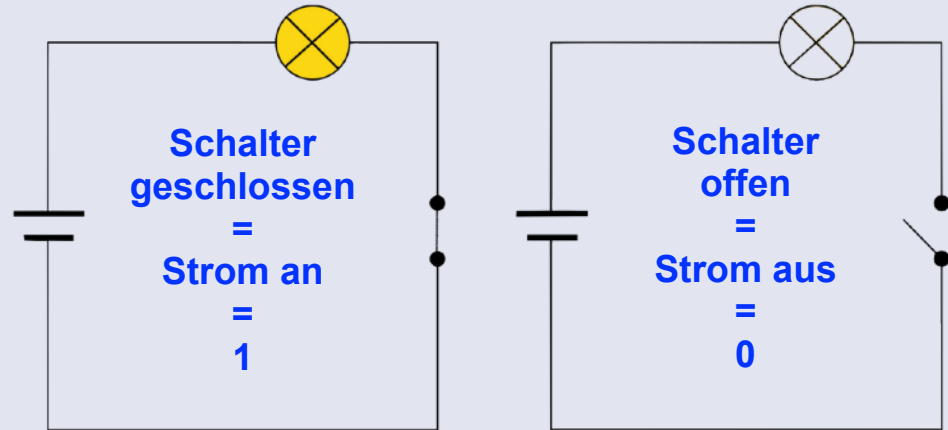 Schalter
geschlossen
=
Strom an
=
1
Schalter
offen
=
Strom aus
=
0